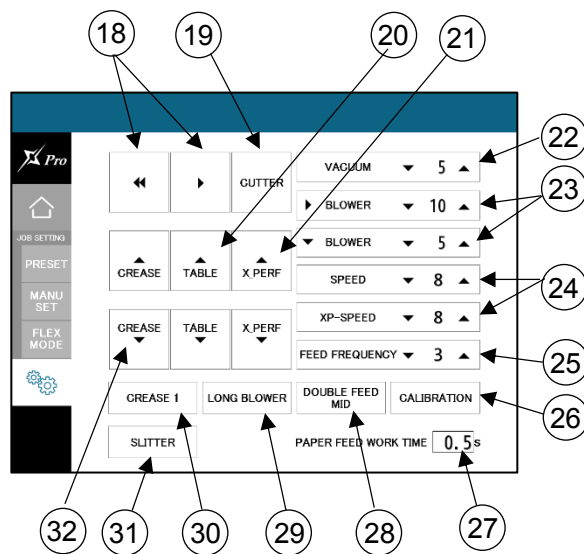 18
19
20
21
X Pro
JOB SETTING
PRESET
MANU
SET
FLEX
MODE
CUTTER
CREASE
TABLE
X_PERF
CREASE
TABLE
X_PERF
CREASE 1
LONG BLOWER
DOUBLE FEED
MID
CALIBRATION
SLITTER
PAPER FEED WORK TIME 0.5s
VACUUM ▼ 5 ▲
▶ BLOWER ▼ 10 ▲
▼ BLOWER ▼ 5 ▲
SPEED ▼ 8 ▲
XP-SPEED ▼ 8 ▲
FEED FREQUENCY ▼ 3 ▲
22
23
24
25
26
32
31
30
29
28
27